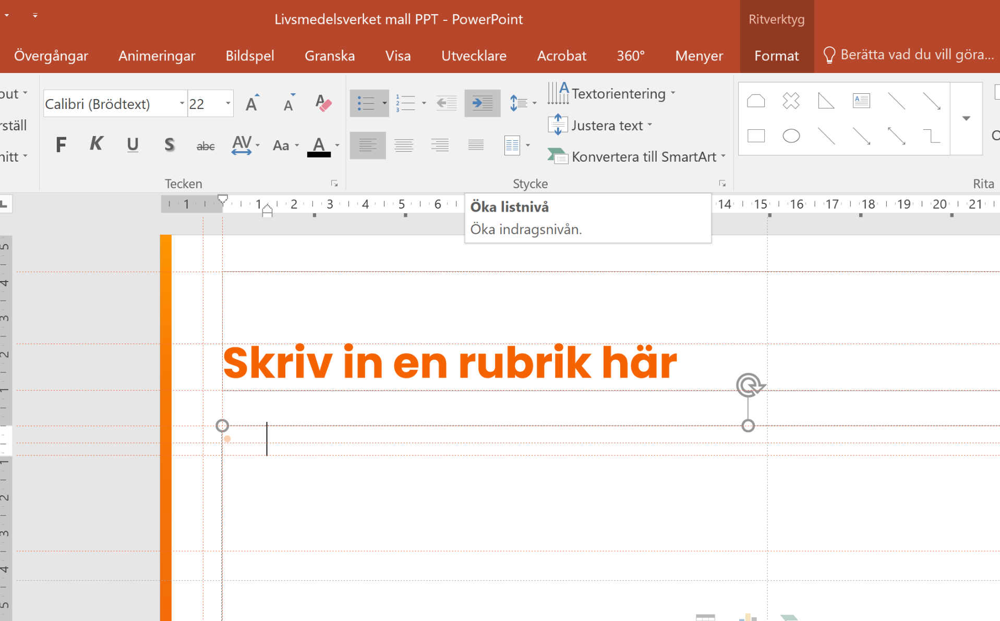 Livsmedelsverket mall PPT - PowerPoint
Ritverktyg
Övergångar Animeringar Bildspel Granska Visa Utvecklare Acrobat 360° Menyer Format Berätta vad du vill göra...
out
Calibri (Brödtext) 22 A A A
1 2 3
A Textorientering
A
rställ
Justera text
F K U S abc AV Aa A
nitt
Konvertera till SmartArt
Tecken Stycke Rita
1 1 2 3 4 5 6 14 15 16 17 18 19 20 21
Öka listnivå
Öka indragsnivån.
5
4
3
2
1
1
2
3
4
5
Skriv in en rubrik här